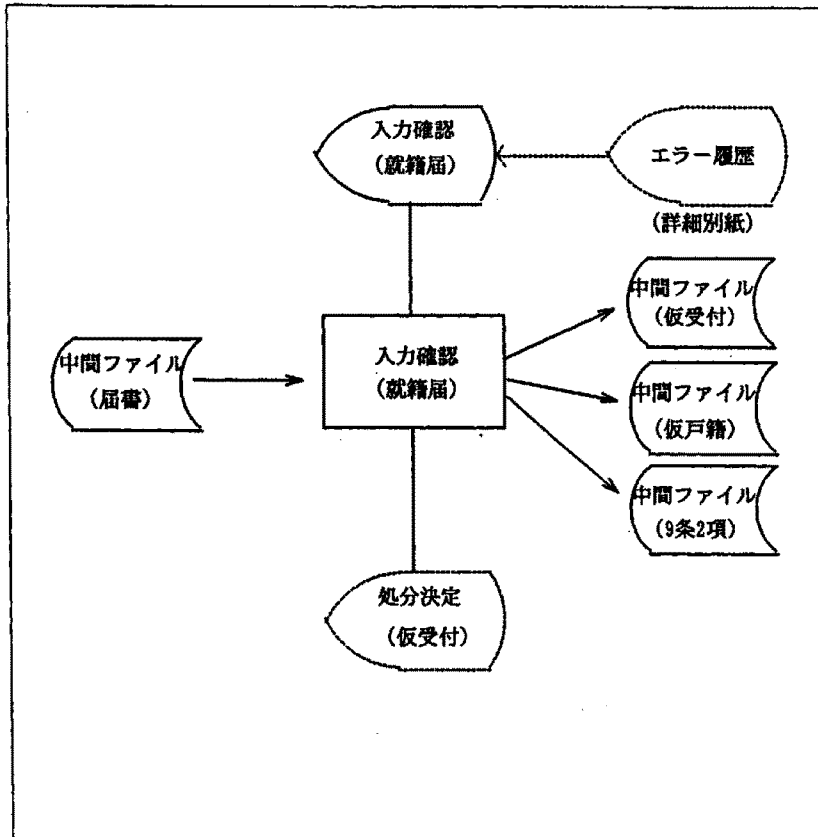 入力確認
(就籍届)
エラー履歴
(詳細別紙)
中間ファイル
(仮受付)
中間ファイル
(届書)
入力確認
(就籍届)
中間ファイル
(仮戸籍)
中間ファイル
(9条2項)
処分決定
(仮受付)